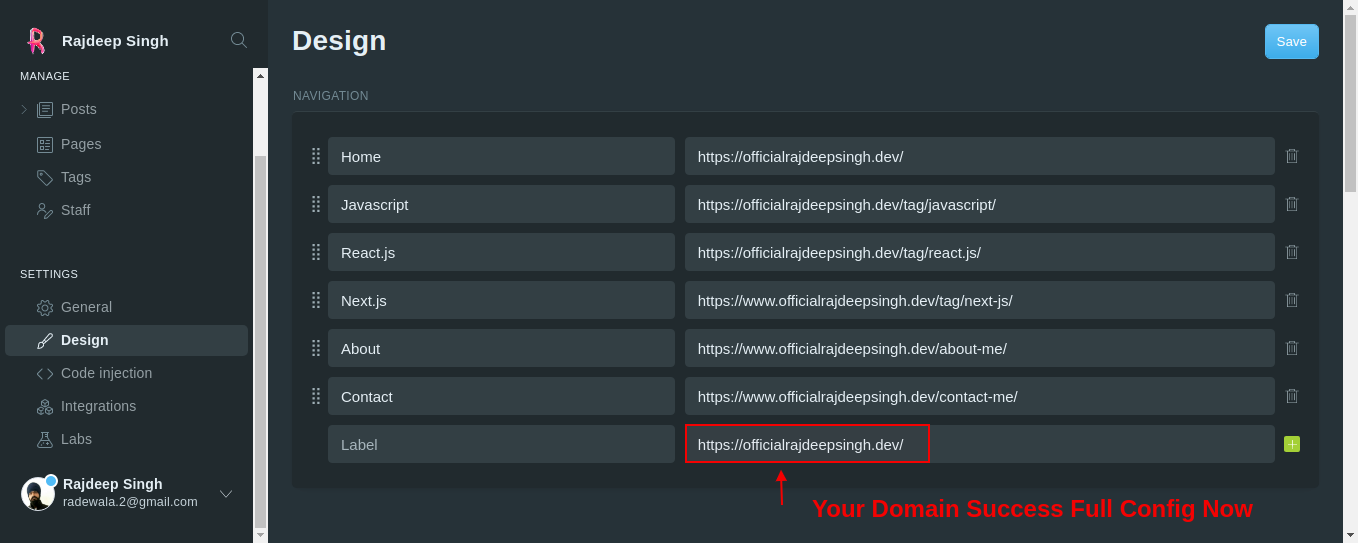 Rajdeep Singh
MANAGE
Posts
Pages
Tags
Staff
SETTINGS
General
Design
Code injection
Integrations
Labs
Rajdeep Singh
radewala.2@gmail.com
Design
Save
NAVIGATION
Home https://officialrajdeepsingh.dev/
Javascript https://officialrajdeepsingh.dev/tag/javascript/
React.js https://officialrajdeepsingh.dev/tag/react.js/
Next.js https://www.officialrajdeepsingh.dev/tag/next-js/
About https://www.officialrajdeepsingh.dev/about-me/
Contact https://www.officialrajdeepsingh.dev/contact-me/
Label https://officialrajdeepsingh.dev/
Your Domain Success Full Config Now